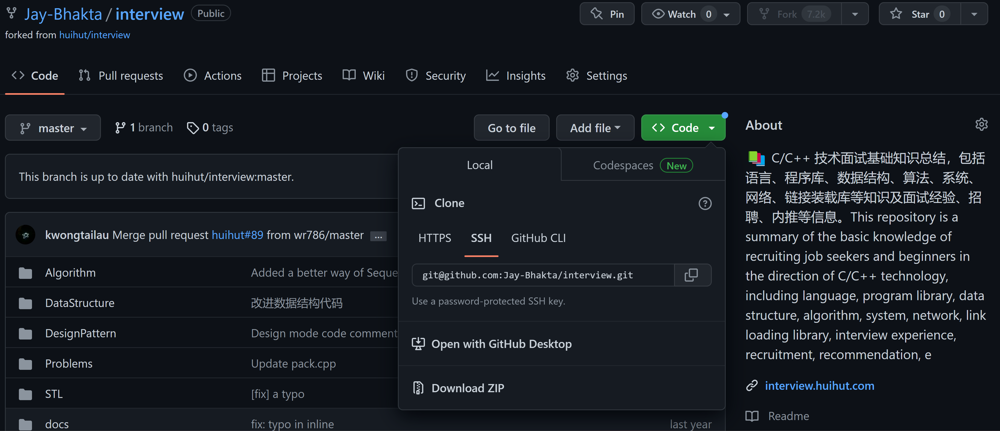 Jay-Bhakta / interview Public
Pin
Watch 0
Fork 7.2k
Star 0
forked from huihut/interview
Code
Pull requests
Actions
Projects
Wiki
Security
Insights
Settings
master
1 branch
0 tags
Go to file
Add file
Code
This branch is up to date with huihut/interview:master.
kwongtailau Merge pull request huihut#89 from wr786/master ...
Algorithm Added a better way of Seque
DataStructure 改进数据结构代码
DesignPattern Design mode code comment
Problems Update pack.cpp
STL [fix] a typo
docs fix: typo in inline last year
Local
Codespaces New
Clone
HTTPS SSH GitHub CLI
git@github.com:Jay-Bhakta/interview.git
Use a password-protected SSH key.
Open with GitHub Desktop
Download ZIP
About
C/C++ 技术面试基础知识总结，包括
语言、程序库、数据结构、算法、系统、
网络、链接装载库等知识及面试经验、招
聘、内推等信息。This repository is a
summary of the basic knowledge of
recruiting job seekers and beginners in
the direction of C/C++ technology,
including language, program library, data
structure, algorithm, system, network, link
loading library, interview experience,
recruitment, recommendation, e
interview.huihut.com
Readme